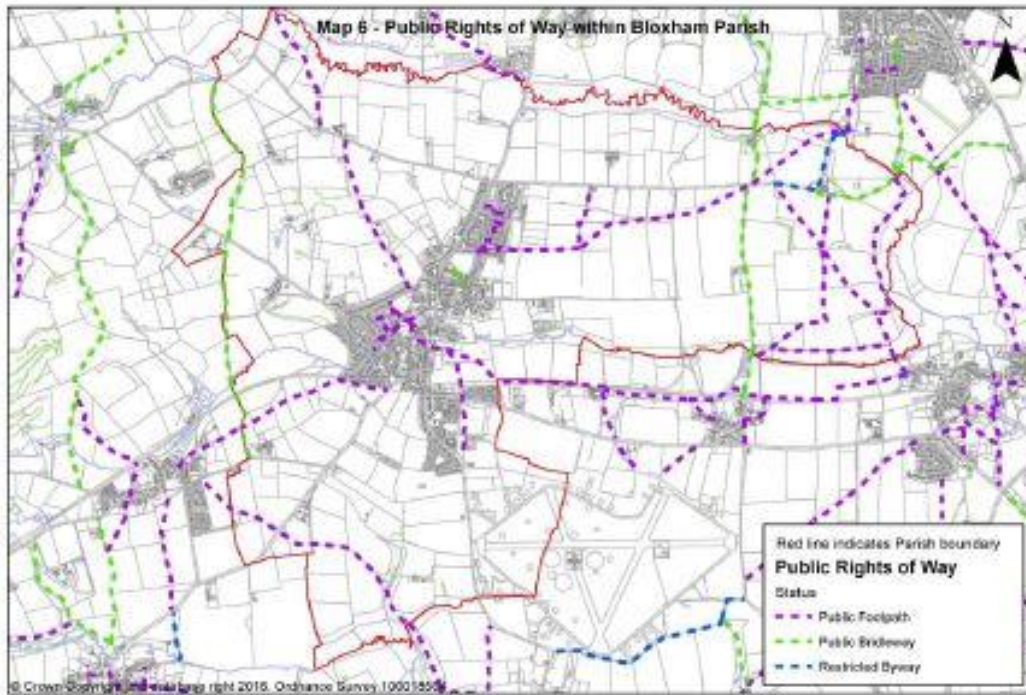 Map 6 - Public Rights of Way within Bloxham Parish
N
Red line indicates Parish boundary
Public Rights of Way
Status
Public Footpath
Public Bridleway
Restricted Byway
© Crown Copyright and database right 2016. Ordnance Survey